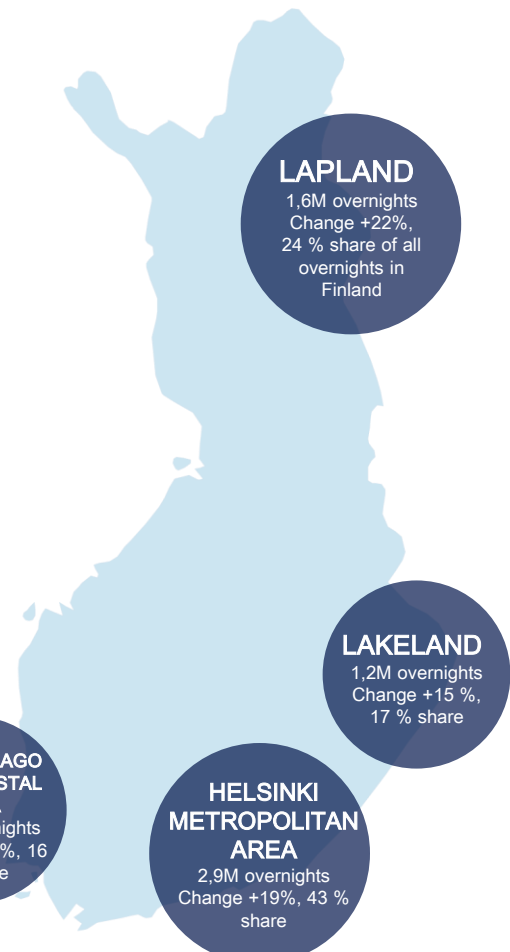 LAPLAND
1,6M overnights
Change +22%,
24 % share of all
overnights in
Finland
LAKELAND
1,2M overnights
Change +15 %,
17 % share
%, 16
HELSINKI
METROPOLITAN
AREA
2,9M overnights
Change +19%, 43 %
share